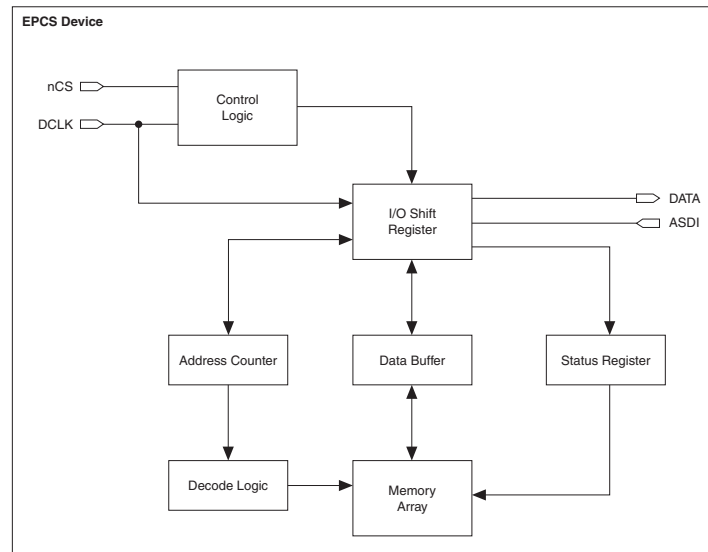 EPCS Device
nCS
DCLK
Control
Logic
I/O Shift
Register
DATA
ASDI
Address Counter
Data Buffer
Status Register
Decode Logic
Memory
Array